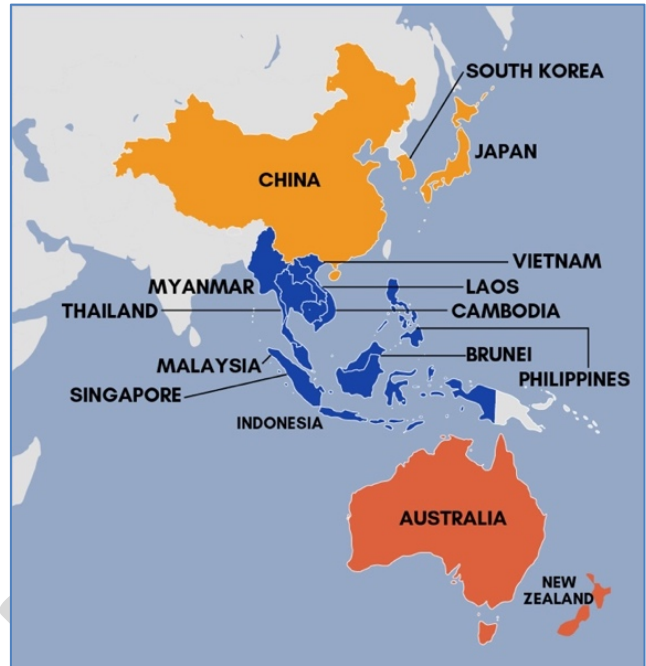 SOUTH KOREA
JAPAN
CHINA
VIETNAM
MYANMAR
LAOS
THAILAND
CAMBODIA
BRUNEI
MALAYSIA
PHILIPPINES
SINGAPORE
INDONESIA
AUSTRALIA
NEW
ZEALAND